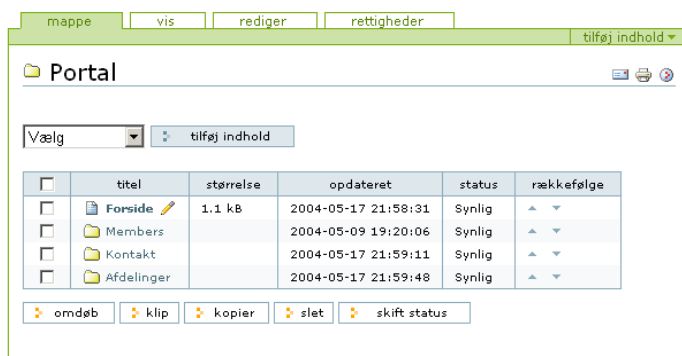 mappe vis rediger rettigheder
tilføj indhold
Portal
Vælg tilføj indhold
titel størrelse opdateret status rækkefølge
Forside 1.1 kB 2004-05-17 21:58:31 Synlig
Members 2004-05-09 19:20:06 Synlig
Kontakt 2004-05-17 21:59:11 Synlig
Afdelinger 2004-05-17 21:59:48 Synlig
omdøb klip kopier slet skift status